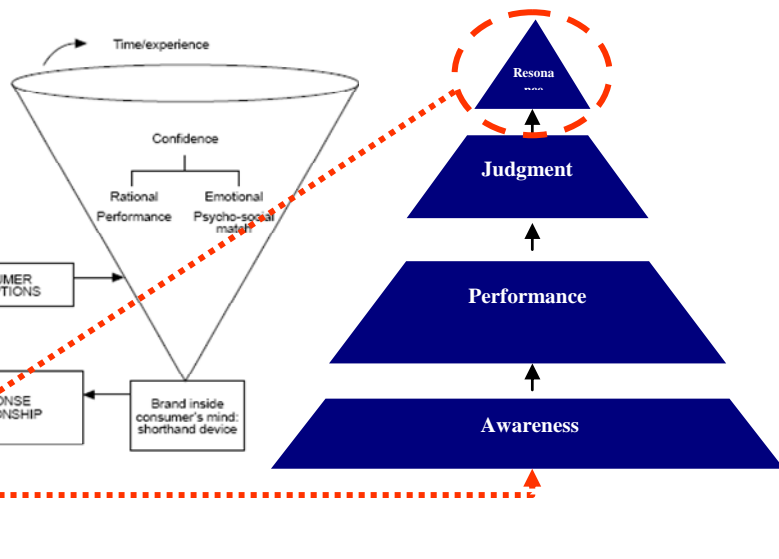 Time/experience
Confidence
Rational
Emotional
Performance
Psycho-social
match
UMER
TIONS
ONSE
ONSHIP
Brand inside
consumer's mind:
shorthand device
Resona
Judgment
Performance
Awareness